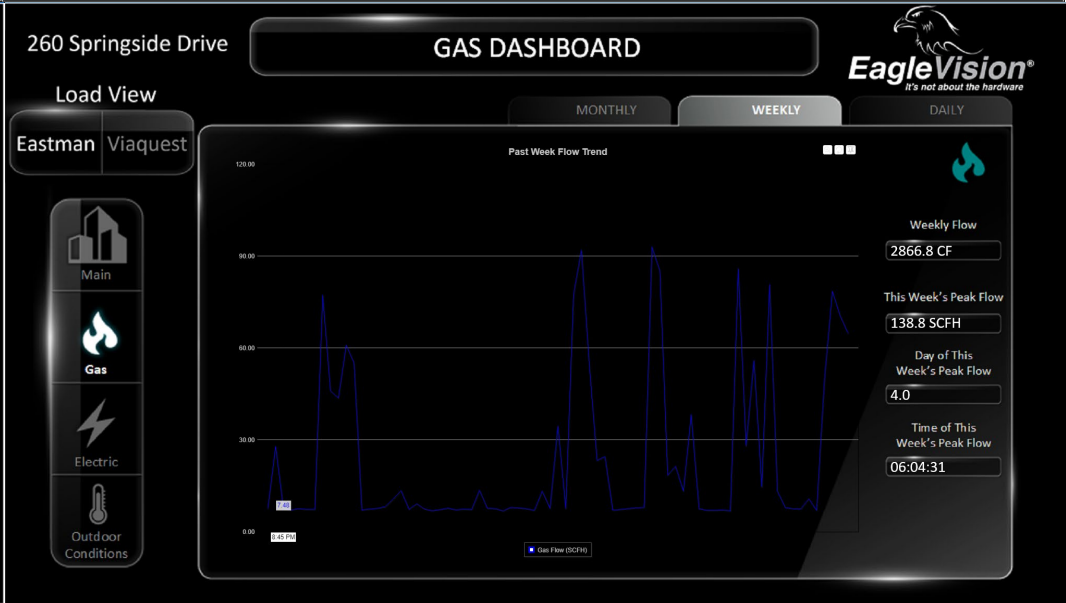 260 Springside Drive
GAS DASHBOARD
EagleVision®
It's not about the hardware
Load View
Eastman
Viaquest
MONTHLY
WEEKLY
DAILY
Main
Gas
Electric
Outdoor
Conditions
Past Week Flow Trend
120.00
90.00
60.00
30.00
0.00
7.48
8:45 PM
Gas Flow (SCFH)
Weekly Flow
2866.8 CF
This Week's Peak Flow
138.8 SCFH
Day of This
Week's Peak Flow
4.0
Time of This
Week's Peak Flow
06:04:31